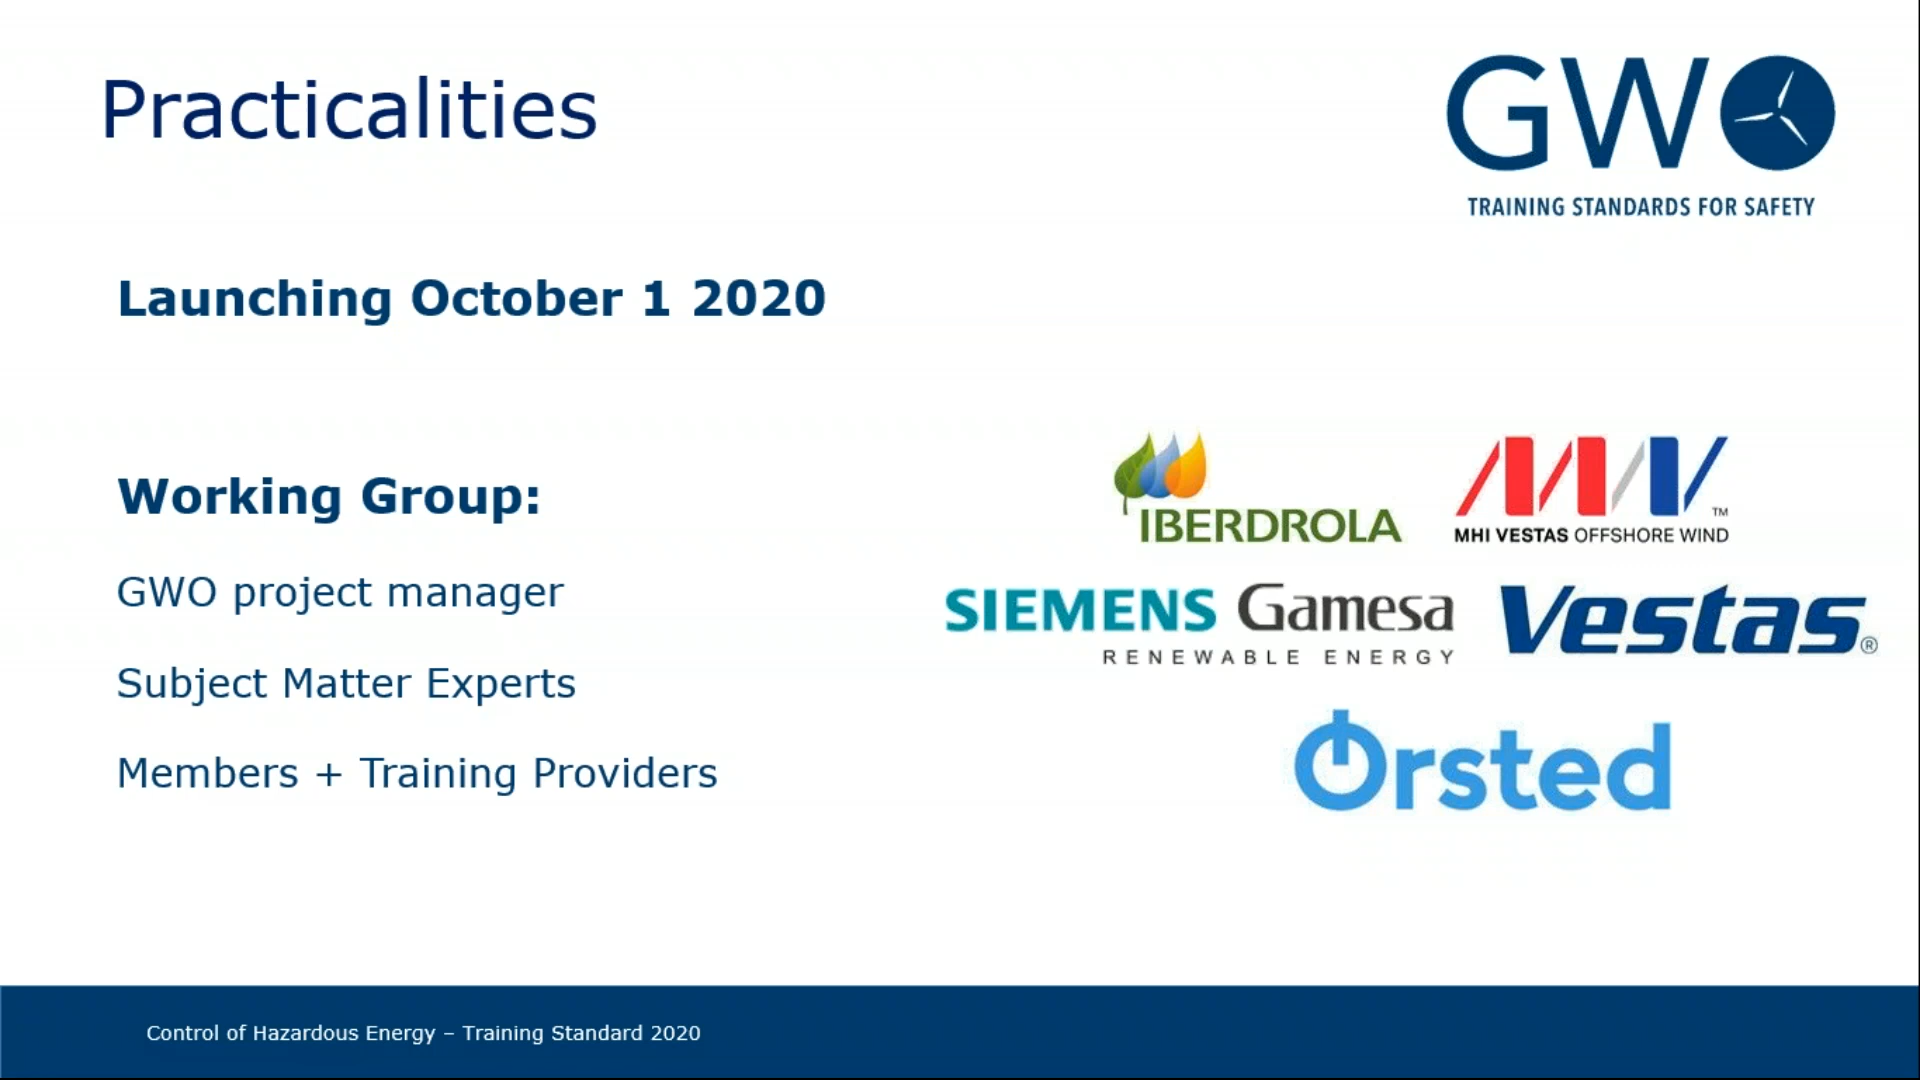 Practicalities
GWO
TRAINING STANDARDS FOR SAFETY
Launching October 1 2020
Working Group:
GWO project manager
Subject Matter Experts
Members + Training Providers
IBERDROLA
MHI VESTAS OFFSHORE WIND
™
SIEMENS Gamesa
RENEWABLE ENERGY
Vestas®
Ørsted
Control of Hazardous Energy – Training Standard 2020